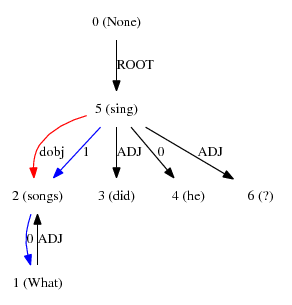 0 (None)
ROOT
5 (sing)
dobj 1 ADJ 0 ADJ
2 (songs) 3 (did) 4 (he) 6 (?)
0 ADJ
1 (What)